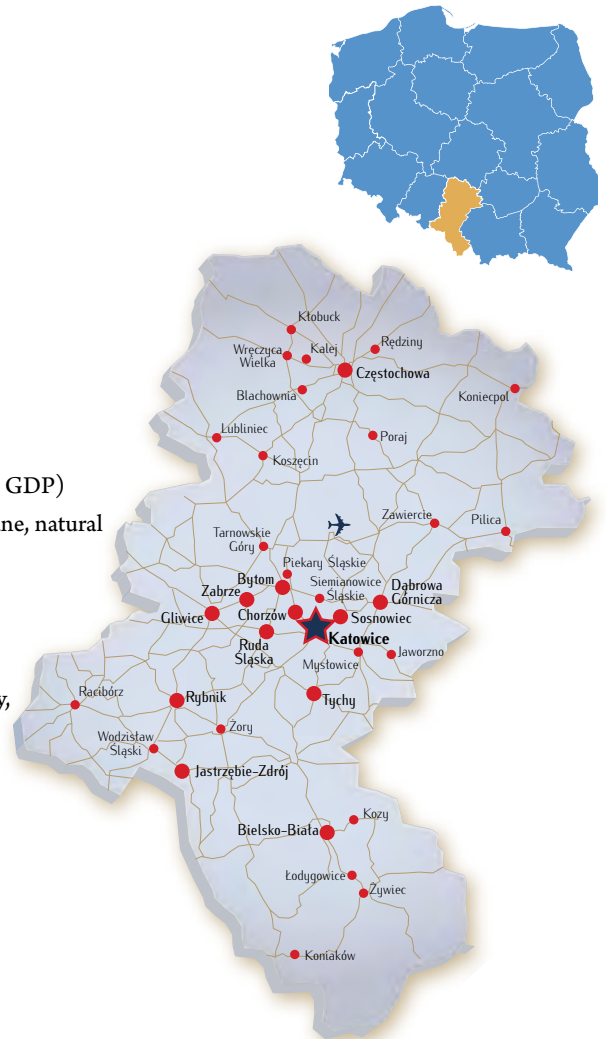 Kłobuck
Rędziny
Wręczyca
Wielka
Kalej
Częstochowa
Blachownia
Koniecpol
Lubliniec
Poraj
Koszęcin
GDP)
ne, natural
Zawiercie
Pilica
Tarnowskie
Góry
Piekary Śląskie
Bytom
Siemianowice
Śląskie
Dąbrowa
Górnicza
Zabrze
Gliwice
Chorzów
Sosnowiec
Katowice
Ruda
Śląska
Mysłowice
Jaworzno
Racibórz
Rybnik
Tychy
y,
Żory
Wodzisław
Śląski
Jastrzębie-Zdrój
Kozy
Bielsko-Biała
Łodygowice
Żywiec
Koniaków